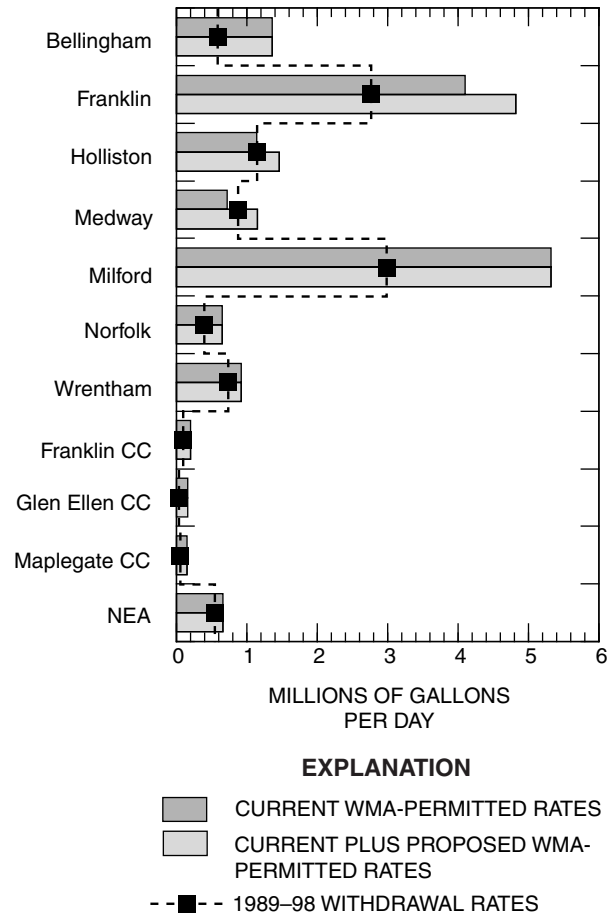 Bellingham
Franklin
Holliston
Medway
Milford
Norfolk
Wrentham
Franklin CC
Glen Ellen CC
Maplegate CC
NEA
0 1 2 3 4 5 6
MILLIONS OF GALLONS
PER DAY
EXPLANATION
CURRENT WMA-PERMITTED RATES
CURRENT PLUS PROPOSED WMA-
PERMITTED RATES
1989–98 WITHDRAWAL RATES